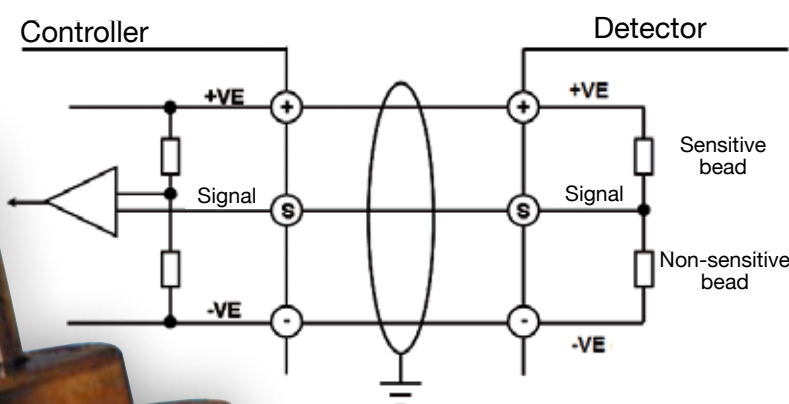 Controller
Detector
+VE
+
+
+VE
Sensitive
bead
Signal
S
S
Signal
Non-sensitive
bead
-VE
-
-
-VE